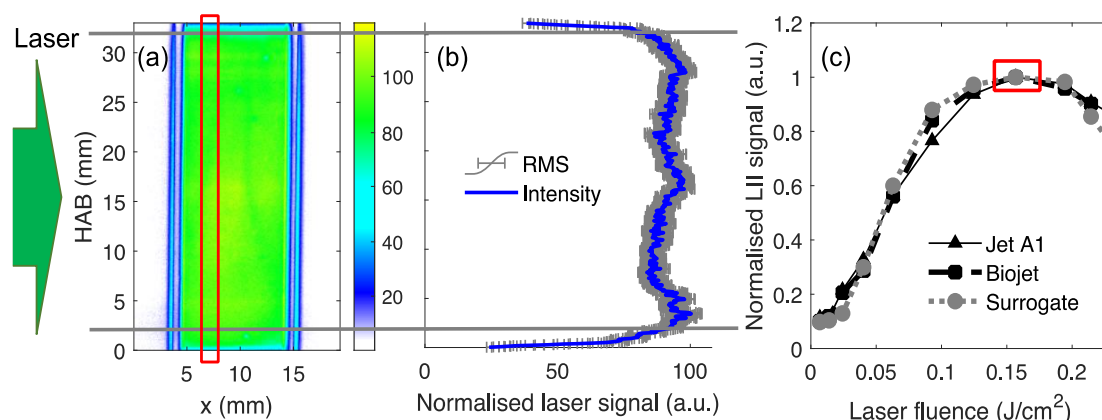 Laser
(a)
(b)
(c)
HAB (mm)
30
25
20
15
10
5
0
5
10
15
x (mm)
100
80
60
40
20
RMS
Intensity
0
50
100
Normalised laser signal (a.u.)
Normalised LII signal (a.u.)
1.2
1
0.8
0.6
0.4
0.2
0
Jet A1
Biojet
Surrogate
0
0.05
0.1
0.15
0.2
Laser fluence (J/cm²)